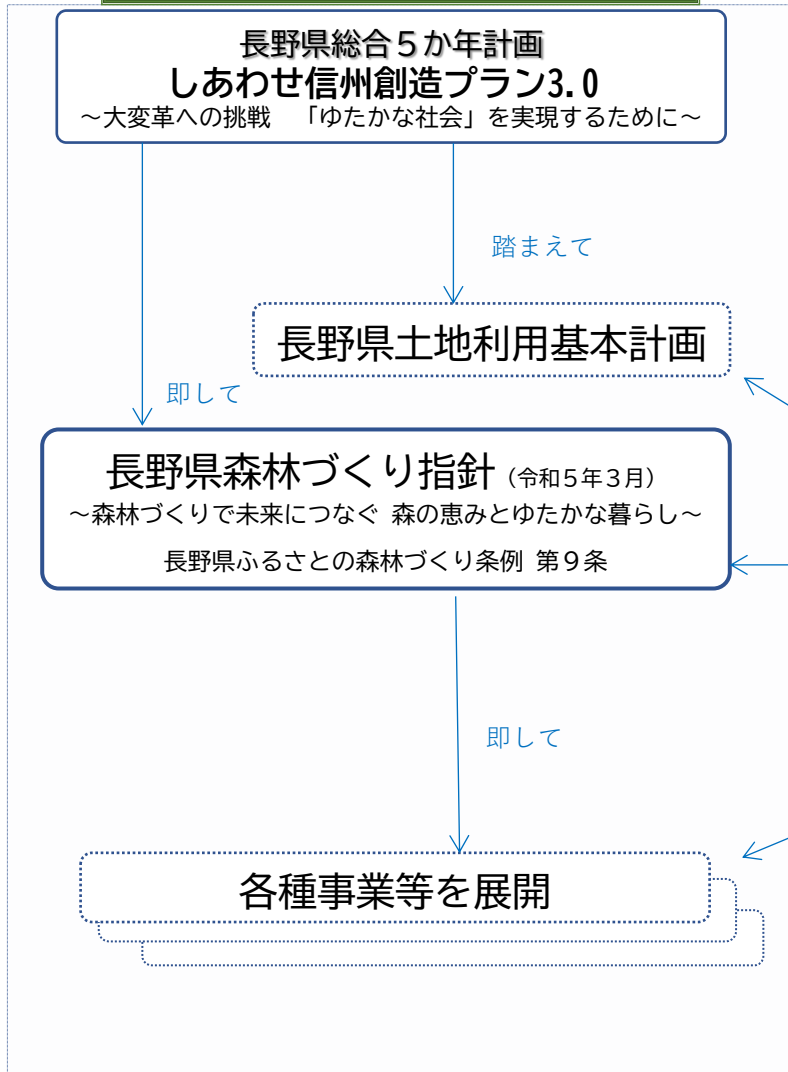 長野県総合５か年計画
しあわせ信州創造プラン3.0
～大変革への挑戦　「ゆたかな社会」を実現するために～
踏まえて
長野県土地利用基本計画
即して
長野県森林づくり指針（令和５年３月）
～森林づくりで未来につなぐ 森の恵みとゆたかな暮らし～
長野県ふるさとの森林づくり条例 第９条
即して
各種事業等を展開